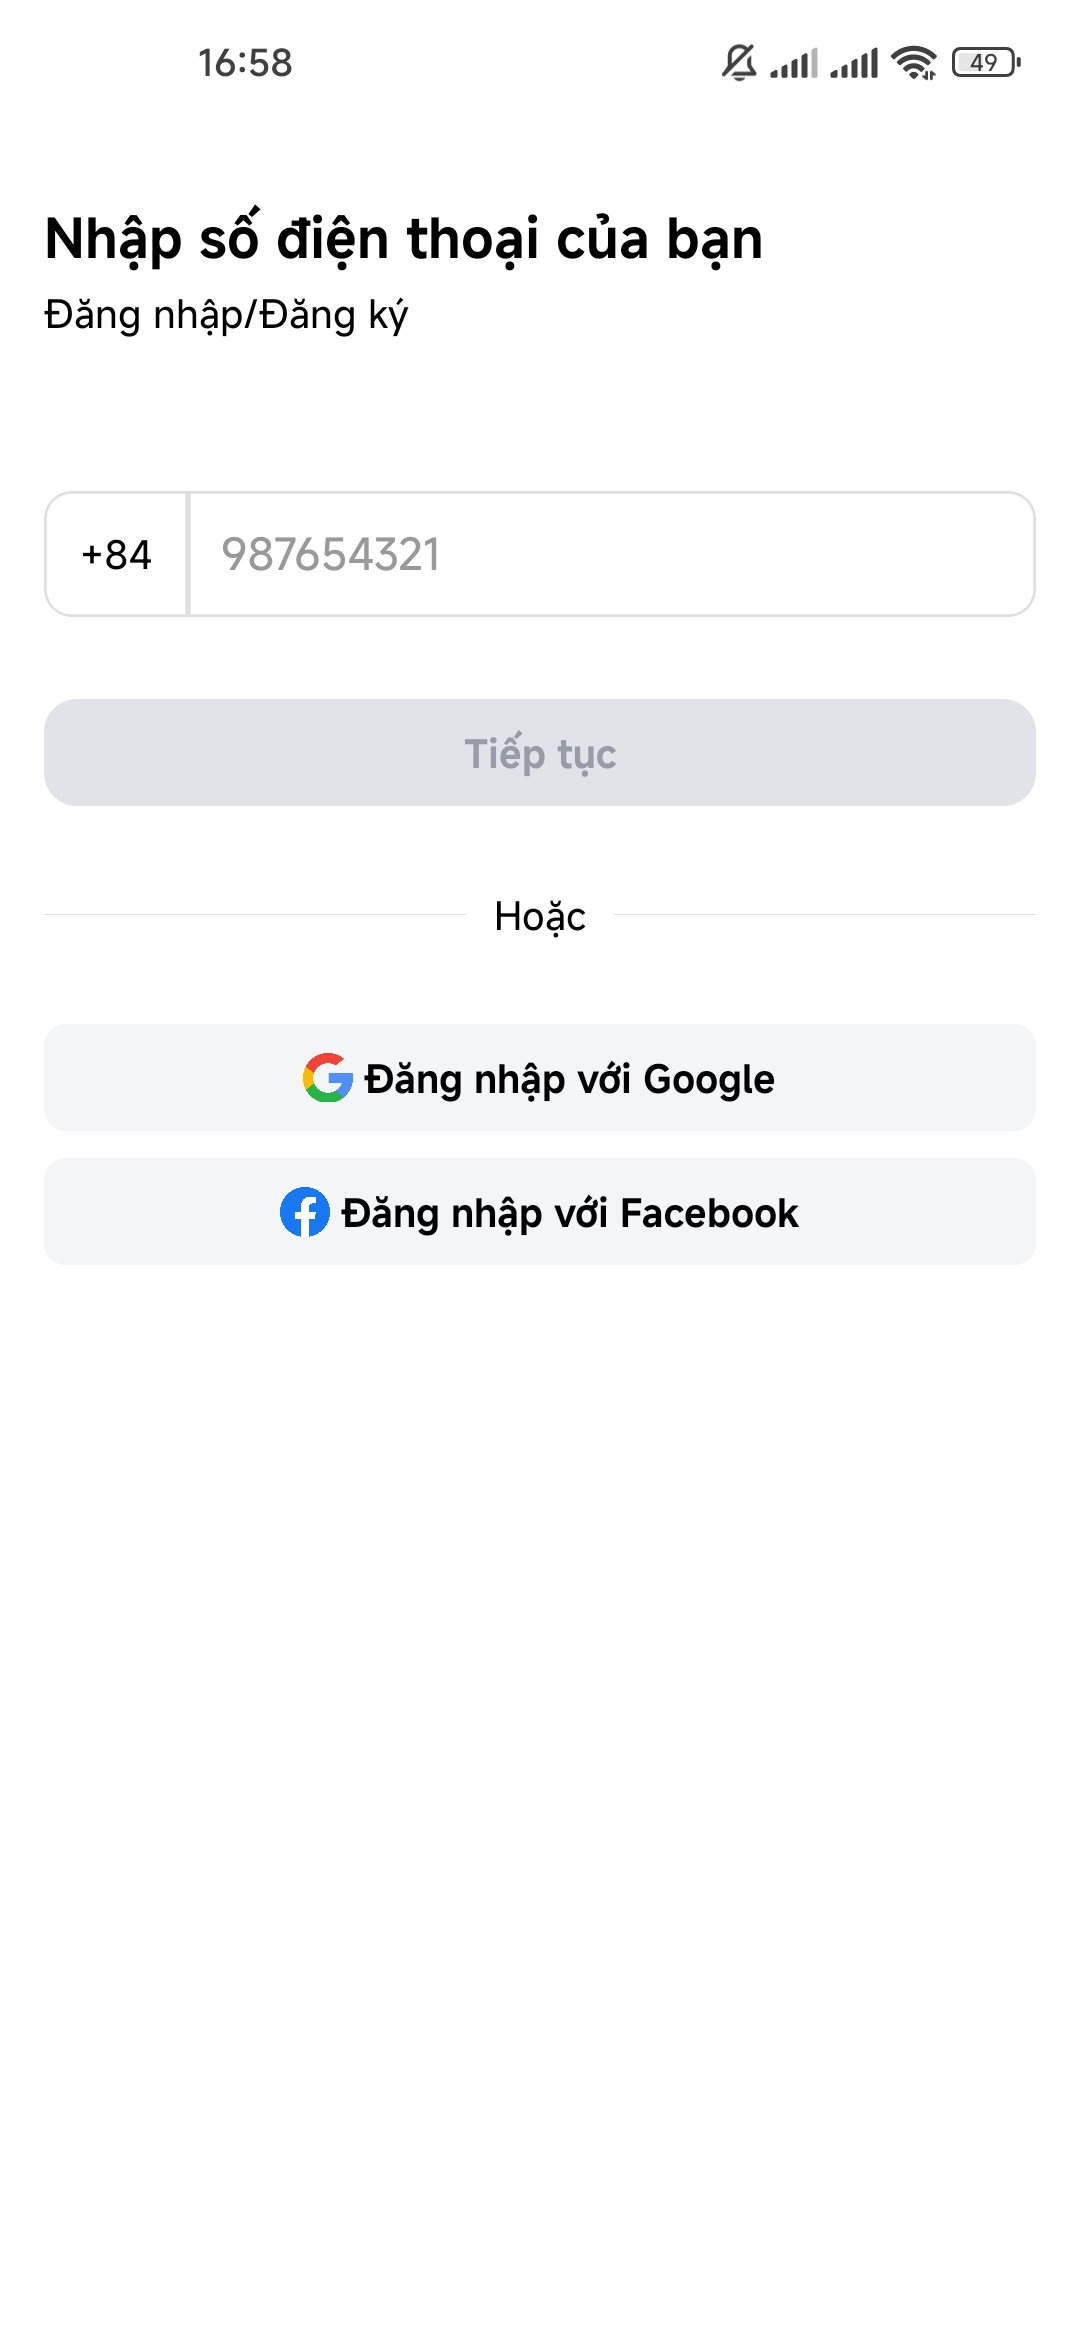 16:58
49
Nhập số điện thoại của bạn
Đăng nhập/Đăng ký
+84 987654321
Tiếp tục
Hoặc
Đăng nhập với Google
Đăng nhập với Facebook